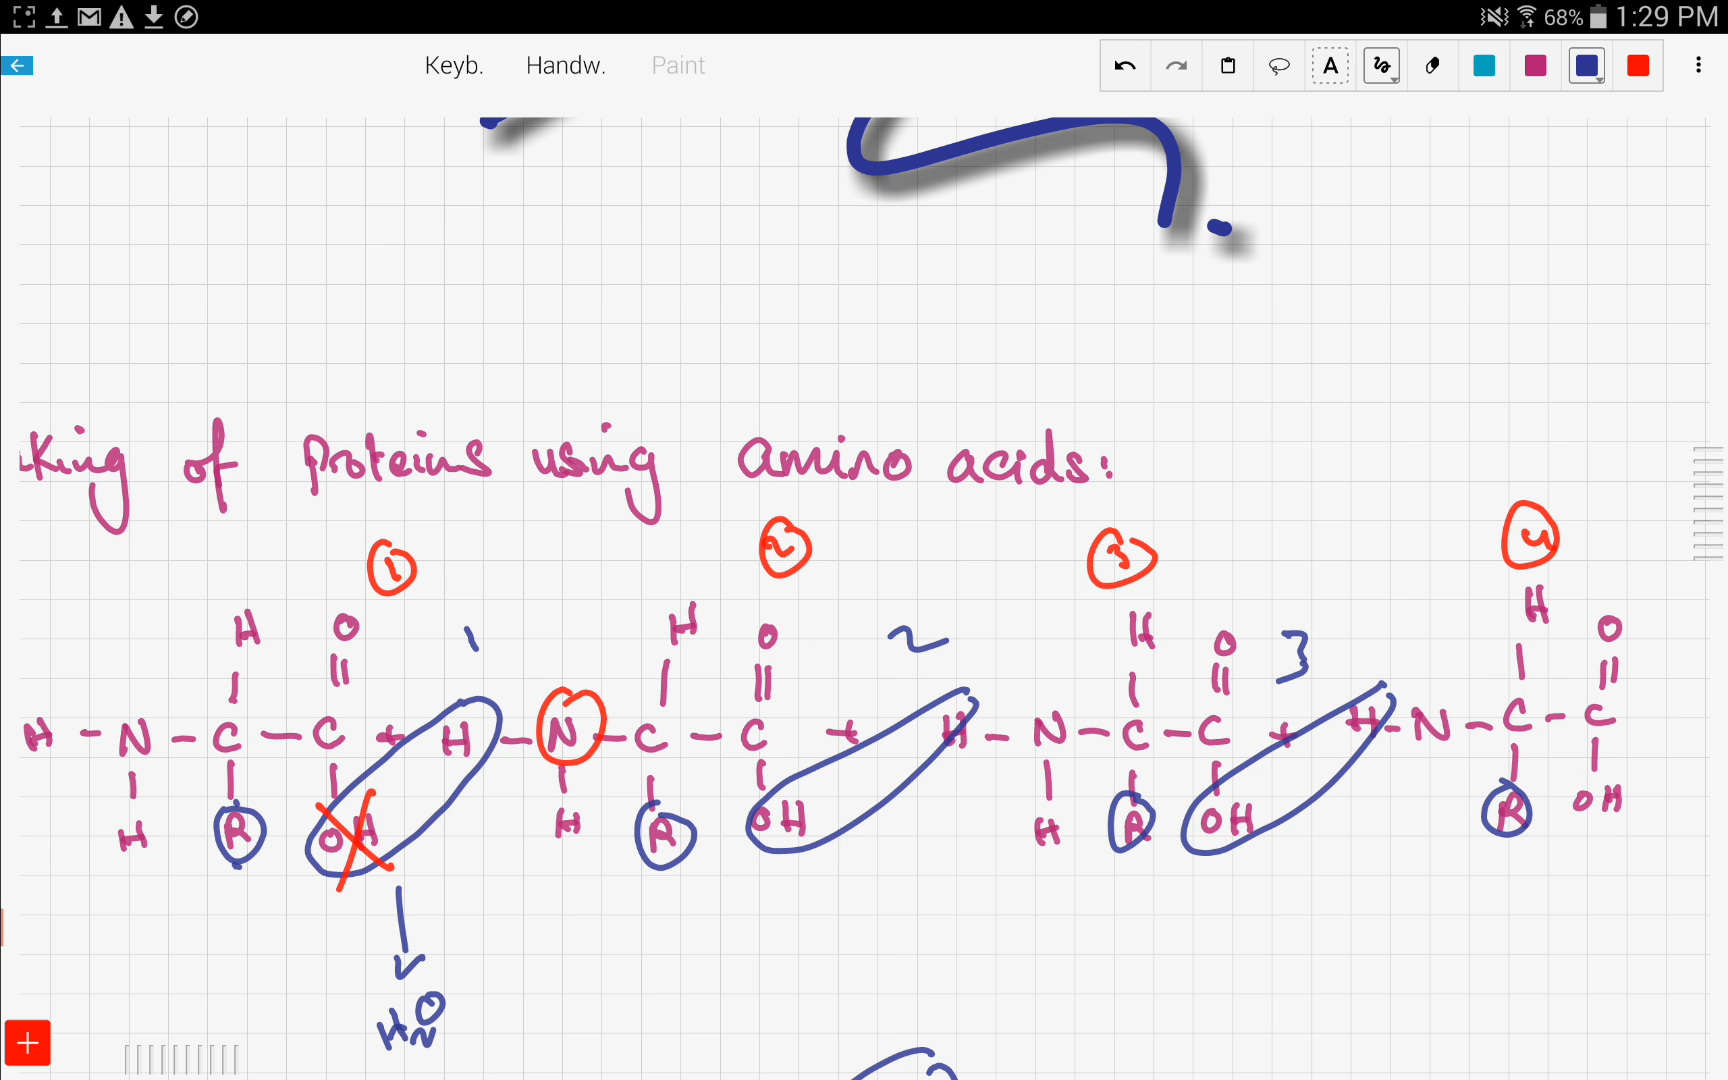 68% 1:29 PM
Keyb. Handw. Paint A
king of Proteins using amino acids:
1 2 3 4
H O 1 H O 2 H O 3 H O
H - N - C - C + H - N - C - C + H - N - C - C + H - N - C - C
H R OH H R OH H R OH R OH
H2O